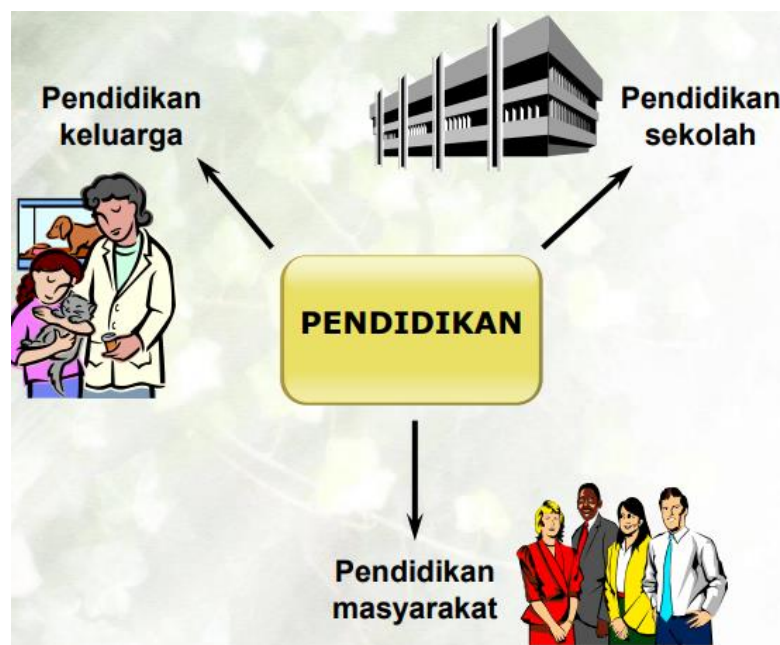 Pendidikan
keluarga
Pendidikan
sekolah
PENDIDIKAN
Pendidikan
masyarakat